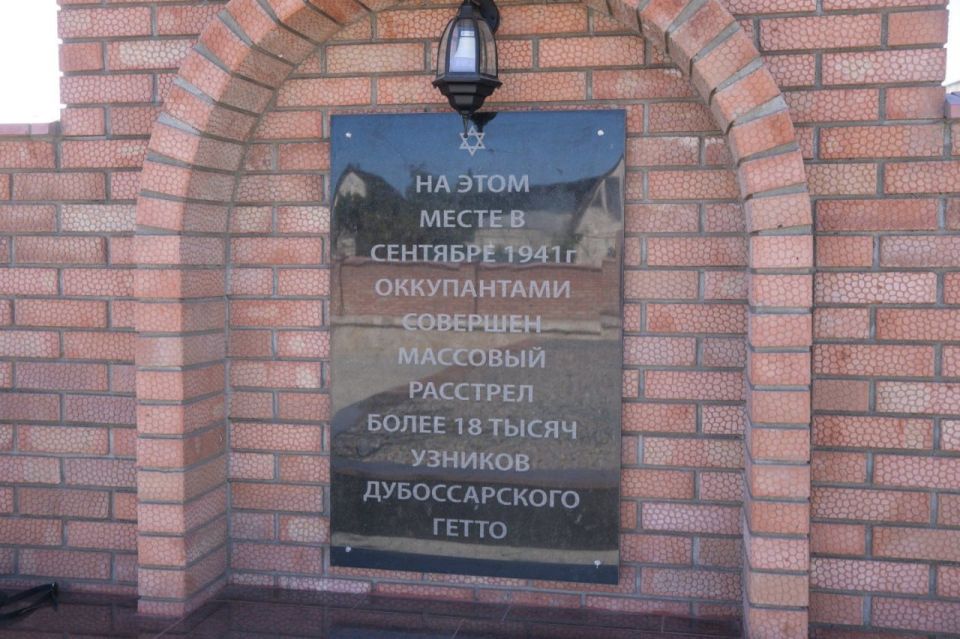 НА ЭТОМ
МЕСТЕ В
СЕНТЯБРЕ 1941г
ОККУПАНТАМИ
СОВЕРШЕН
МАССОВЫЙ
РАССТРЕЛ
БОЛЕЕ 18 ТЫСЯЧ
УЗНИКОВ
ДУБОССАРСКОГО
ГЕТТО